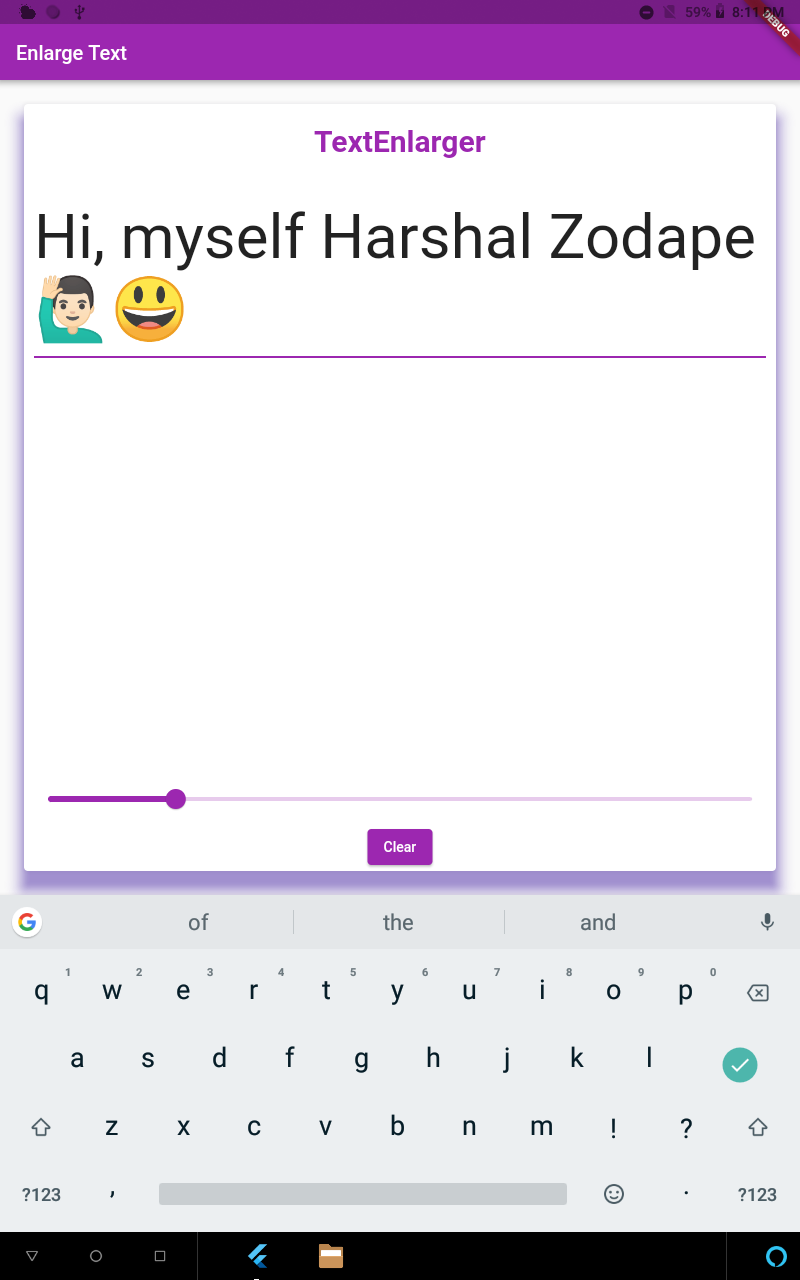 59% 8:11 PM
DEBUG
Enlarge Text
TextEnlarger
Hi, myself Harshal Zodape
🙋🏻‍♂️😃
Clear
of the and
1 2 3 4 5 6 7 8 9 0
q w e r t y u i o p
a s d f g h j k l
z x c v b n m ! ?
?123 , . ?123